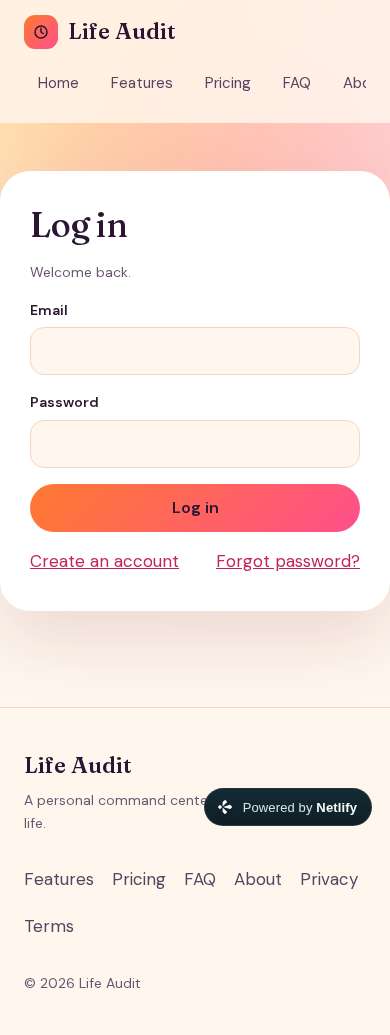 Life Audit
Home Features Pricing FAQ
Log in
Welcome back.
Email
Password
Log in
Create an account Forgot password?
Life Audit
A personal command
life.
Powered by Netlify
Features Pricing FAQ About Privacy
Terms
© 2026 Life Audit